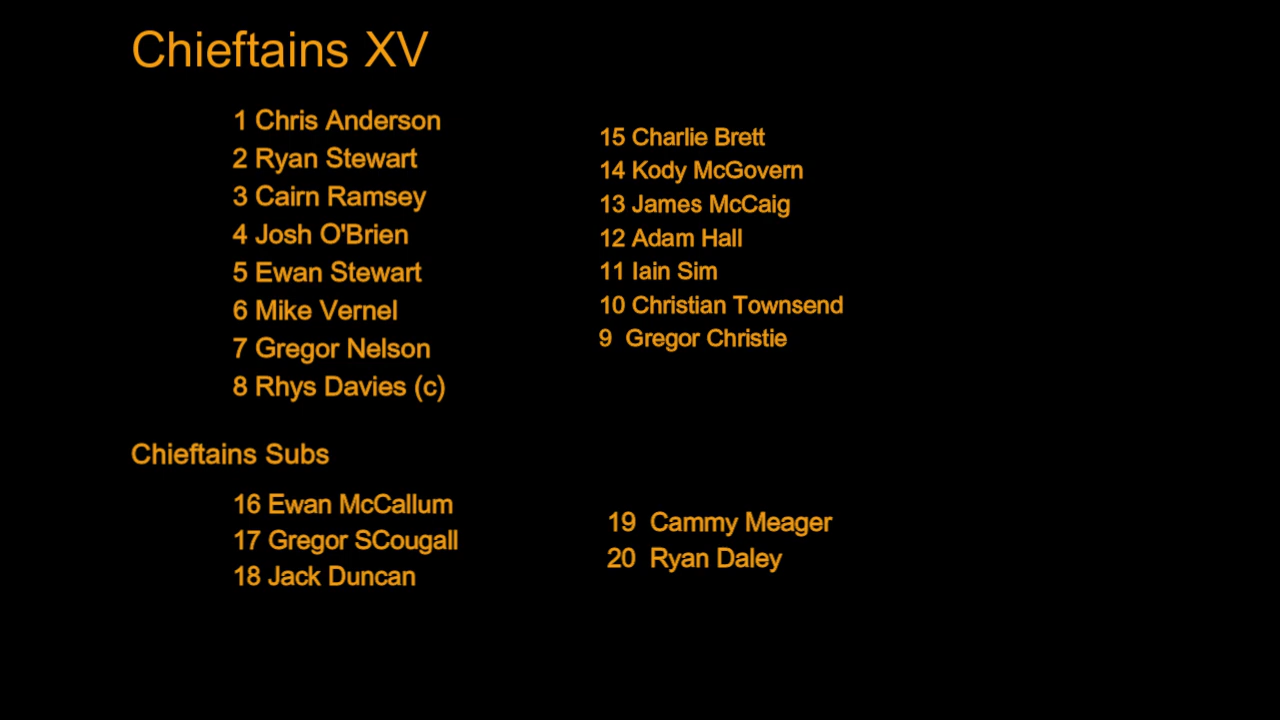 Chieftains XV
1 Chris Anderson
2 Ryan Stewart
3 Cairn Ramsey
4 Josh O'Brien
5 Ewan Stewart
6 Mike Vernel
7 Gregor Nelson
8 Rhys Davies (c)
15 Charlie Brett
14 Kody McGovern
13 James McCaig
12 Adam Hall
11 Iain Sim
10 Christian Townsend
9  Gregor Christie
Chieftains Subs
16 Ewan McCallum
17 Gregor SCougall
18 Jack Duncan
19  Cammy Meager
20  Ryan Daley